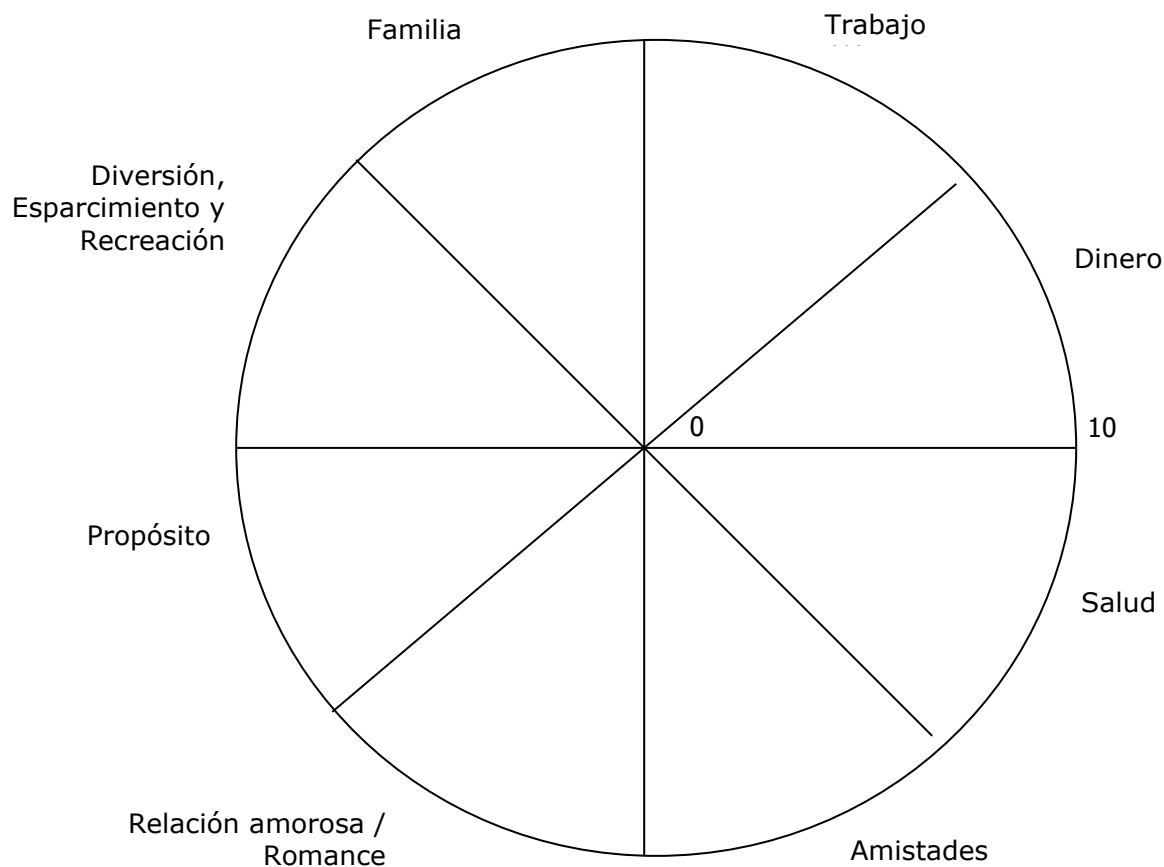 Familia
Trabajo
Diversión,
Esparcimiento y
Recreación
Dinero
0
10
Propósito
Salud
Relación amorosa /
Romance
Amistades